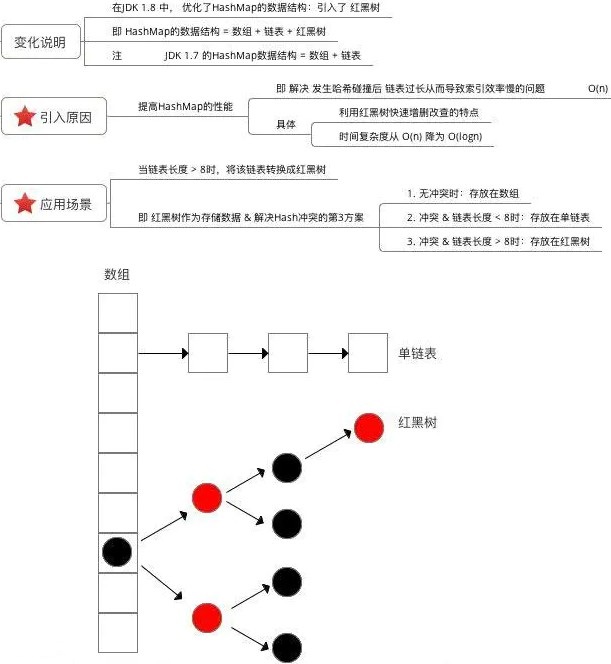 在JDK 1.8 中， 优化了HashMap的数据结构：引入了 红黑树
变化说明
即 HashMap的数据结构 = 数组 + 链表 + 红黑树
注 JDK 1.7 的HashMap数据结构 = 数组 + 链表
即 解决 发生哈希碰撞后 链表过长从而导致索引效率慢的问题 O(n)
引入原因
提高HashMap的性能
利用红黑树快速增删改查的特点
具体
时间复杂度从 O(n) 降为 O(logn)
当链表长度 > 8时，将该链表转换成红黑树
应用场景
1. 无冲突时：存放在数组
即 红黑树作为存储数据 & 解决Hash冲突的第3方案
2. 冲突 & 链表长度 < 8时：存放在单链表
3. 冲突 & 链表长度 > 8时：存放在红黑树
数组
单链表
红黑树